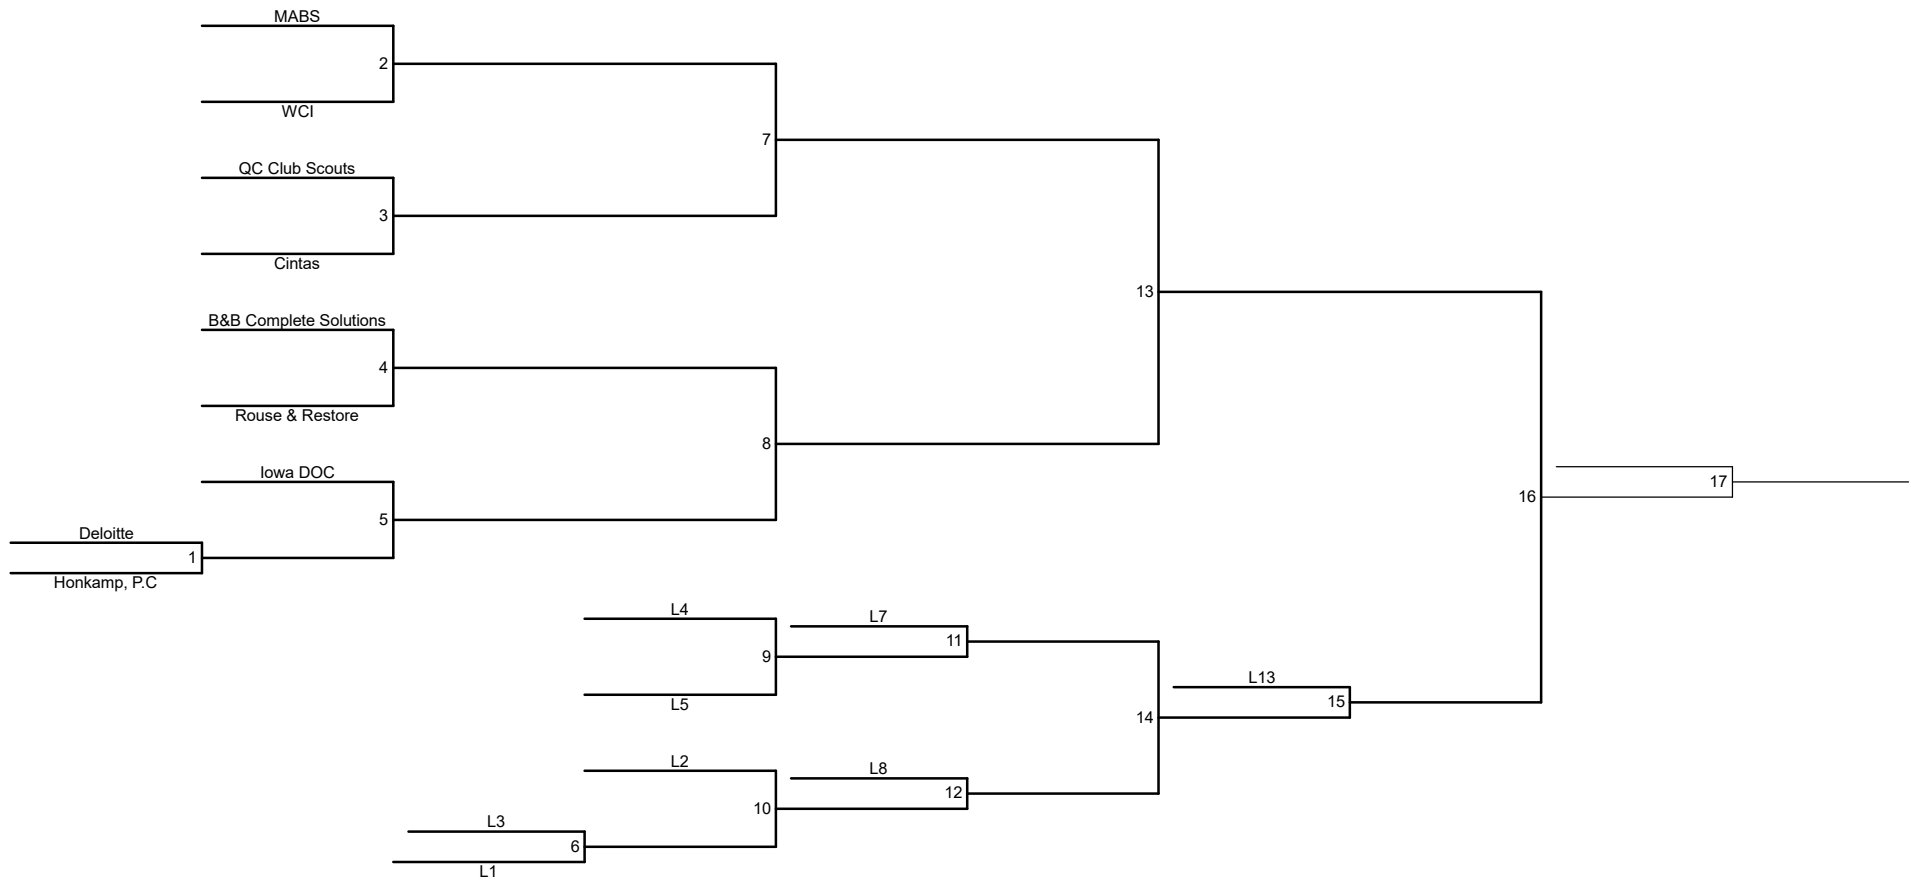 MABS
2
WCI
7
QC Club Scouts
3
Cintas
13
B&B Complete Solutions
4
Rouse & Restore
8
Iowa DOC
17
16
5
Deloitte
1
Honkamp, P.C
L4
L7
11
9
L13
L5
15
14
L2
L8
12
10
L3
6
L1